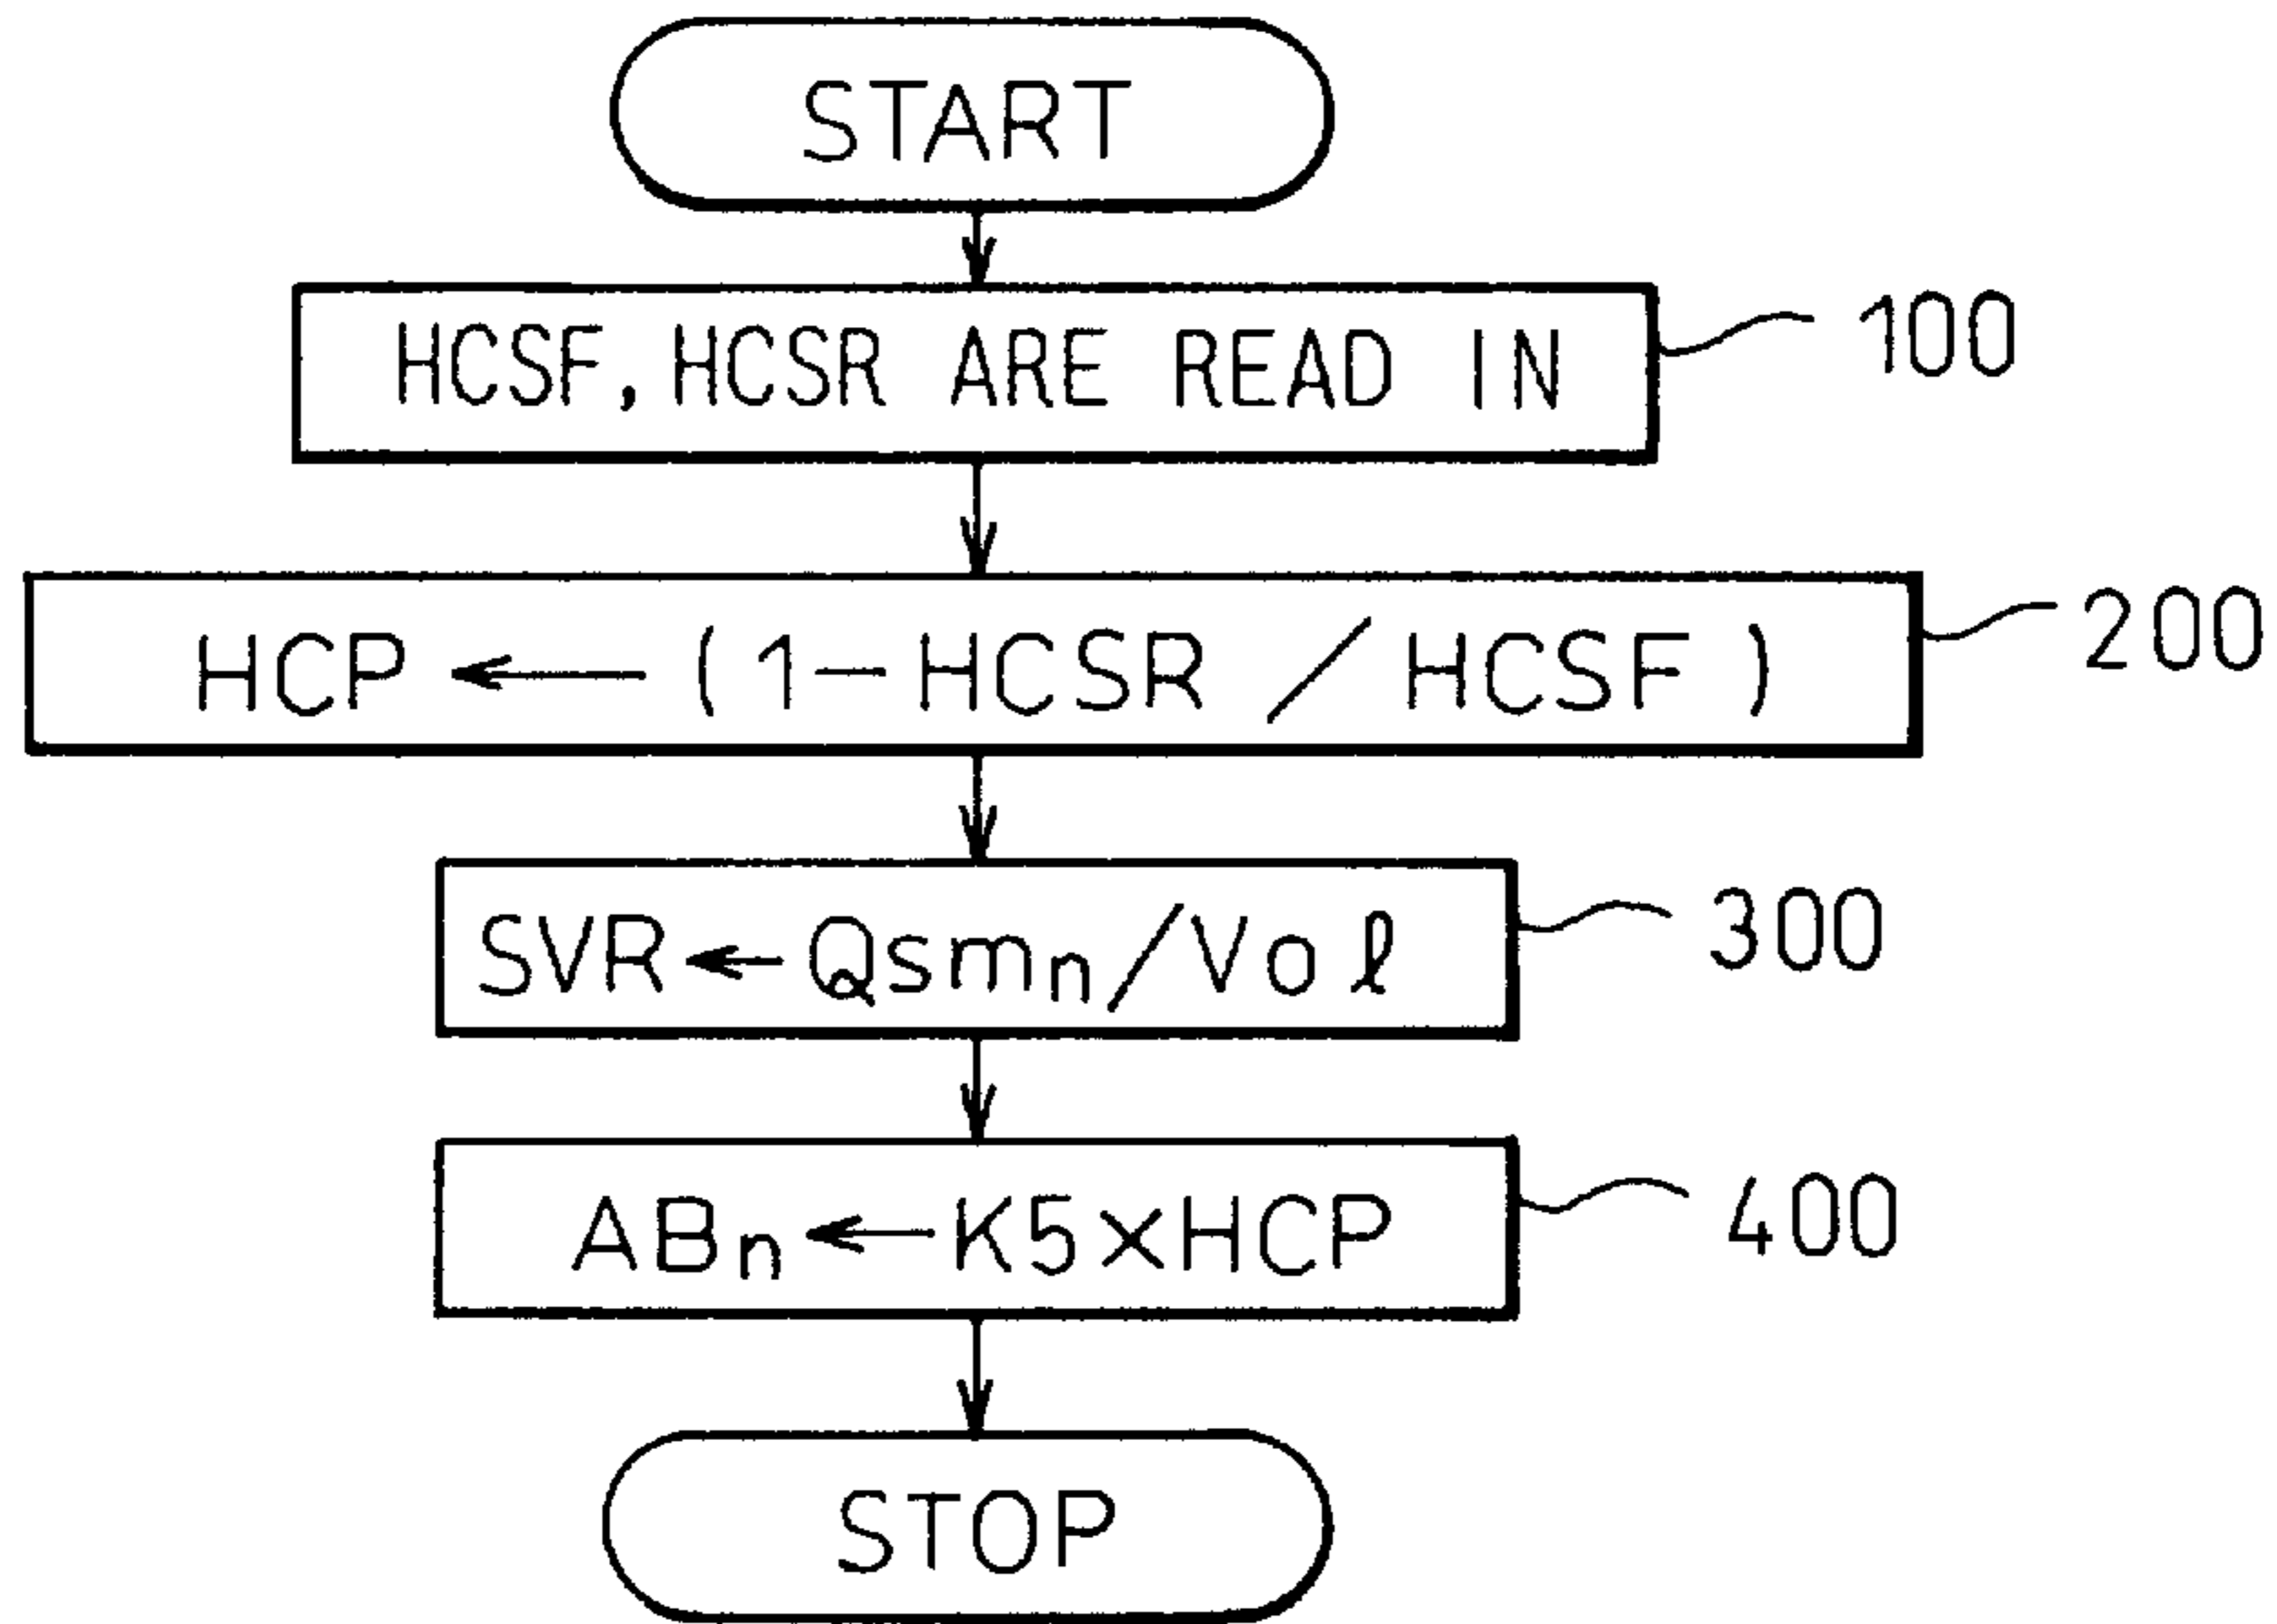 START
HCSF, HCSR ARE READ IN
100
HCP ← (1－HCSR / HCSF)
200
SVR ← Qsmₙ/Voℓ
300
ABₙ ← K5×HCP
400
STOP